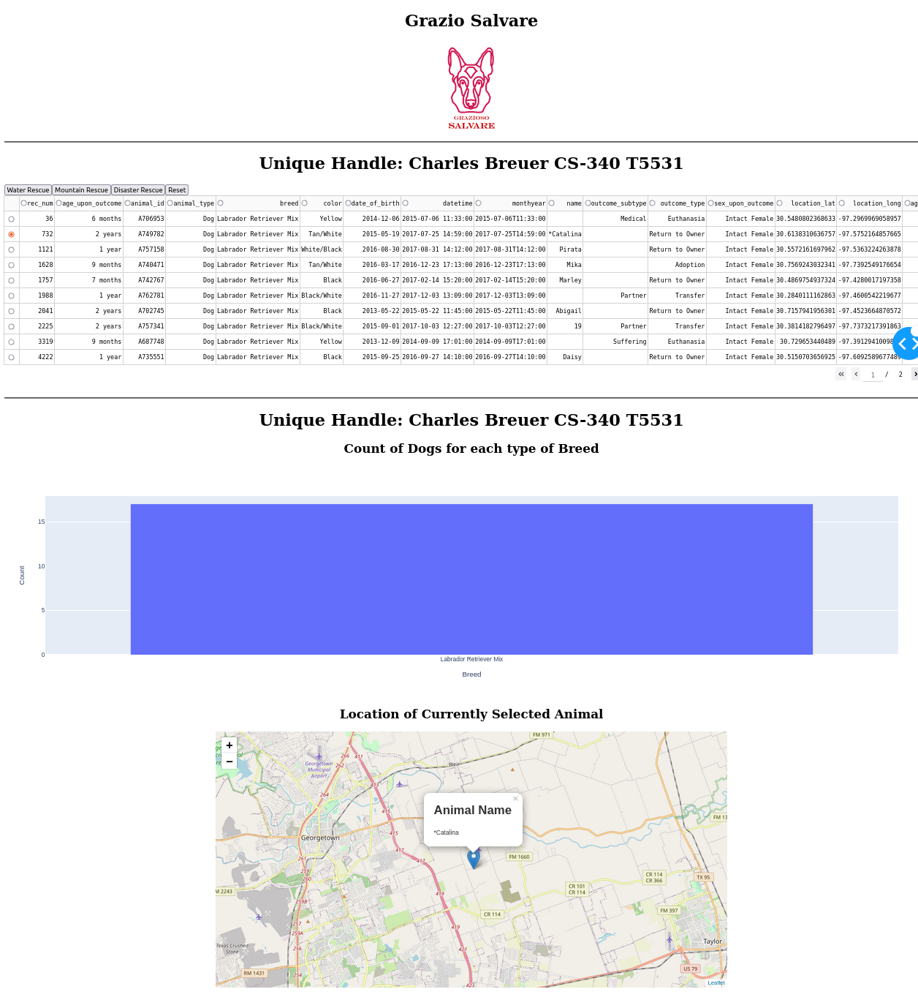 Grazio Salvare
GRAZIOSO
SALVARE
Unique Handle: Charles Breuer CS-340 T5531
Water Rescue Mountain Rescue Disaster Rescue Reset
rec_num age_upon_outcome animal_id animal_type breed color date_of_birth datetime monthyear name outcome_subtype outcome_type sex_upon_outcome location_lat location_long ag
36 6 months A706953 Dog Labrador Retriever Mix Yellow 2014-12-06 2015-07-06 11:33:00 2015-07-06T11:33:00 Medical Euthanasia Intact Female 30.5480802368633 -97.2969969058957
732 2 years A749782 Dog Labrador Retriever Mix Tan/White 2015-05-19 2017-07-25 14:59:00 2017-07-25T14:59:00 *Catalina Return to Owner Intact Female 30.6138310636757 -97.5752164857665
1121 1 year A757158 Dog Labrador Retriever Mix White/Black 2016-08-30 2017-08-31 14:12:00 2017-08-31T14:12:00 Pirata Return to Owner Intact Female 30.5572161697962 -97.5363224263878
1628 9 months A740471 Dog Labrador Retriever Mix Tan/White 2016-03-17 2016-12-23 17:13:00 2016-12-23T17:13:00 Mika Adoption Intact Female 30.7569243032341 -97.7392549176654
1757 7 months A742767 Dog Labrador Retriever Mix Black 2016-06-27 2017-02-14 15:20:00 2017-02-14T15:20:00 Marley Return to Owner Intact Female 30.4869754937324 -97.4280017197358
1988 1 year A762781 Dog Labrador Retriever Mix Black/White 2016-11-27 2017-12-03 13:09:00 2017-12-03T13:09:00 Partner Transfer Intact Female 30.2840111162863 -97.4600542219677
2041 2 years A702745 Dog Labrador Retriever Mix Black 2013-05-22 2015-05-22 11:45:00 2015-05-22T11:45:00 Abigail Return to Owner Intact Female 30.7157941956301 -97.4523664870572
2225 2 years A757341 Dog Labrador Retriever Mix Black/White 2015-09-01 2017-10-03 12:27:00 2017-10-03T12:27:00 19 Partner Transfer Intact Female 30.3814182796497 -97.7373217391863
3319 9 months A687748 Dog Labrador Retriever Mix Yellow 2013-12-09 2014-09-09 17:01:00 2014-09-09T17:01:00 Suffering Euthanasia Intact Female 30.729653440489
4222 1 year A735551 Dog Labrador Retriever Mix Black 2015-09-25 2016-09-27 14:10:00 2016-09-27T14:10:00 Daisy Return to Owner Intact Female 30.5150703656925 -97.6092589677489
1 / 2
Unique Handle: Charles Breuer CS-340 T5531
Count of Dogs for each type of Breed
15
10
5
0
Count
Labrador Retriever Mix
Breed
Location of Currently Selected Animal
+
−
FM 971
266 411
262
Georgetown
Municipal
Airport
Weir
413
264
Animal Name
×
*Catalina
415
FM 13
415
Georgetown
417
417
261
FM 1660
259
260
CR 114
CR 366
TX 95
M 2243
CR 101
CR 114
419
259B
FM 397
CR 114
257
419
259A
Texas Crushed
Stone
256
Taylor
421
RM 1431
254
US 79
423
Leaflet